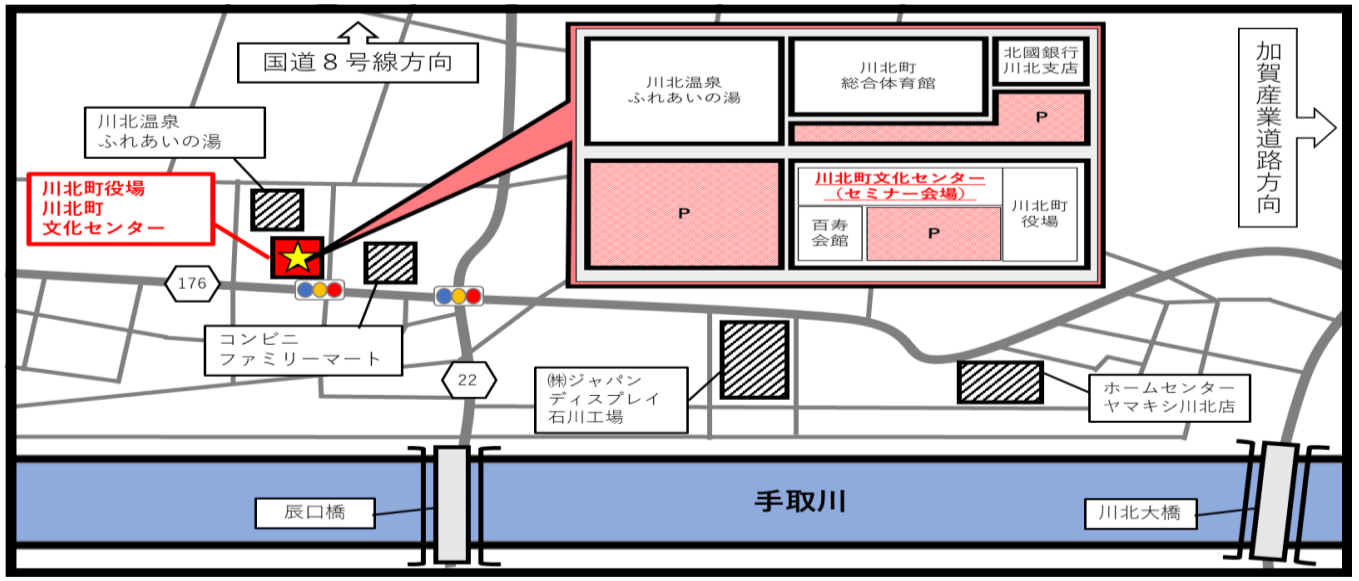 国道８号線方向
川北温泉
ふれあいの湯
川北町
総合体育館
北國銀行
川北支店
P
P
川北町文化センター
（セミナー会場）
百寿
会館
P
川北町
役場
加賀産業道路方向
川北温泉
ふれあいの湯
川北町役場
川北町
文化センター
176
コンビニ
ファミリーマート
22
㈱ジャパン
ディスプレイ
石川工場
ホームセンター
ヤマキシ川北店
辰口橋
手取川
川北大橋